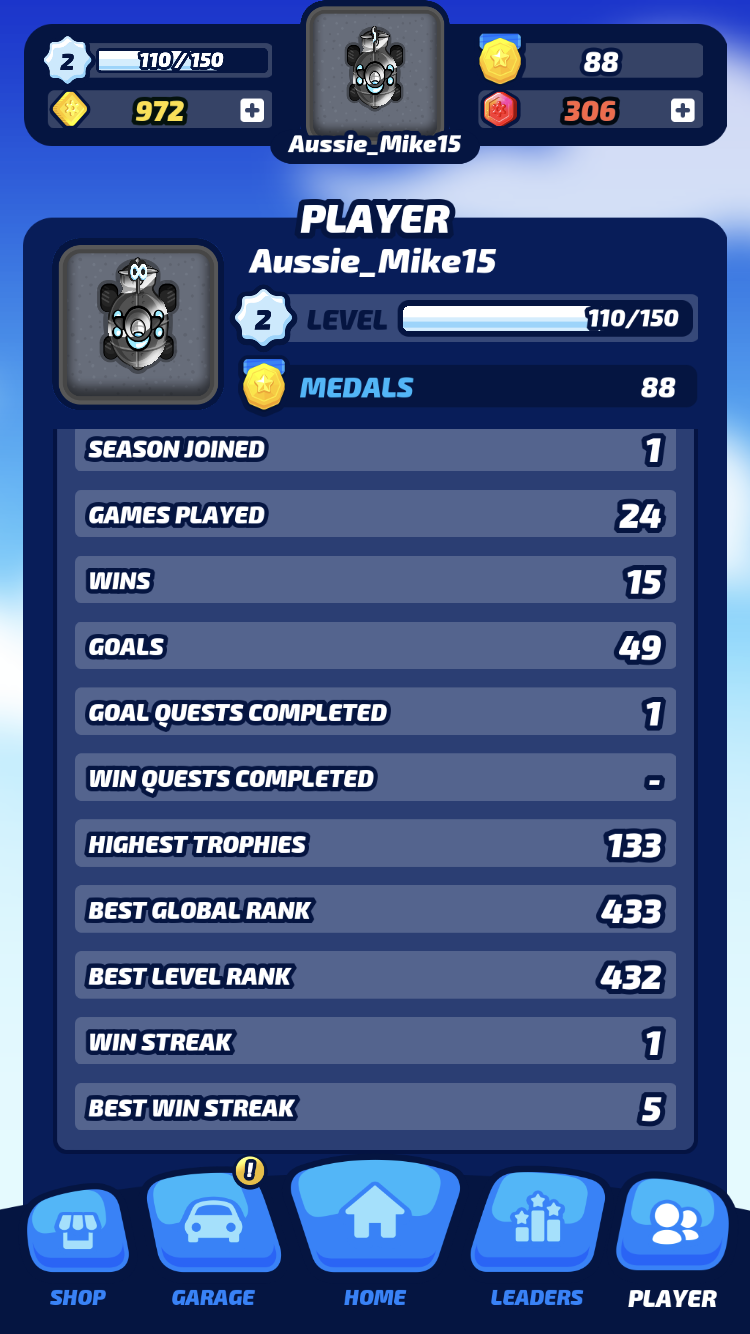 2 110/150 88
972 + 306 +
Aussie_Mike15
PLAYER
Aussie_Mike15
2 LEVEL 110/150
MEDALS 88
SEASON JOINED 1
GAMES PLAYED 24
WINS 15
GOALS 49
GOAL QUESTS COMPLETED 1
WIN QUESTS COMPLETED -
HIGHEST TROPHIES 133
BEST GLOBAL RANK 433
BEST LEVEL RANK 432
WIN STREAK 1
BEST WIN STREAK 5
!
SHOP GARAGE HOME LEADERS PLAYER